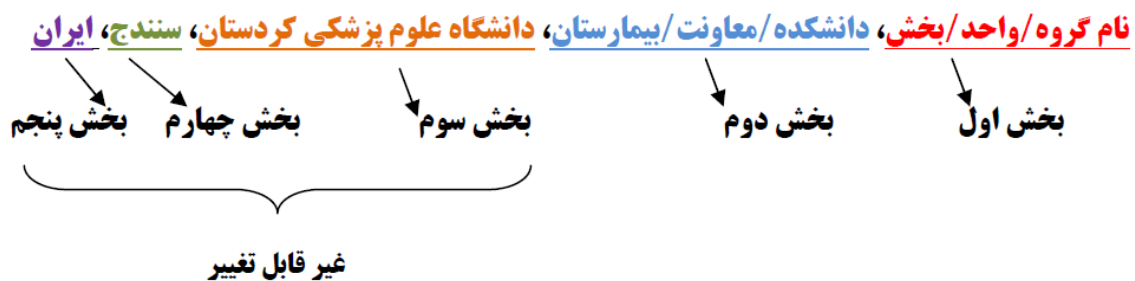 نام گروه/واحد/بخش، دانشکده/معاونت/بیمارستان، دانشگاه علوم پزشکی کردستان، سنندج، ایران
بخش اول بخش دوم بخش سوم بخش چهارم بخش پنجم
غیر قابل تغییر